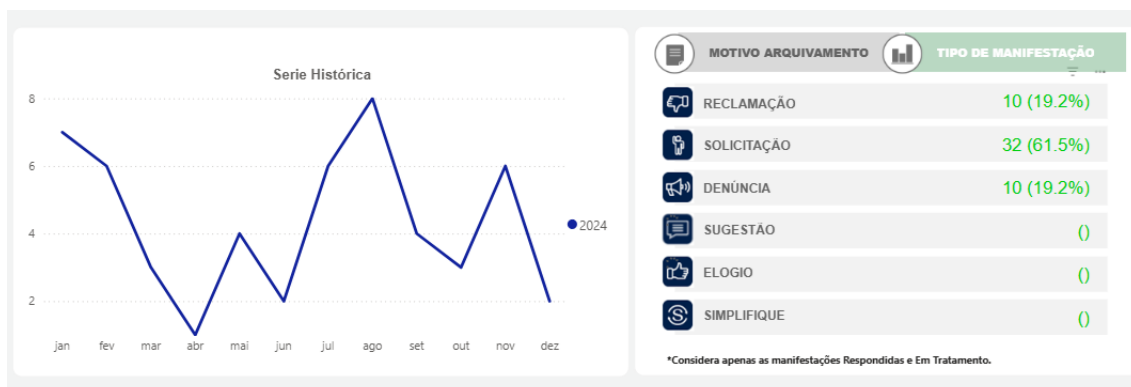 Serie Histórica
8
6
4
2
jan fev mar abr mai jun jul ago set out nov dez
2024
MOTIVO ARQUIVAMENTO
TIPO DE MANIFESTAÇÃO
RECLAMAÇÃO 10 (19.2%)
SOLICITAÇÃO 32 (61.5%)
DENÚNCIA 10 (19.2%)
SUGESTÃO ()
ELOGIO ()
SIMPLIFIQUE ()
*Considera apenas as manifestações Respondidas e Em Tratamento.